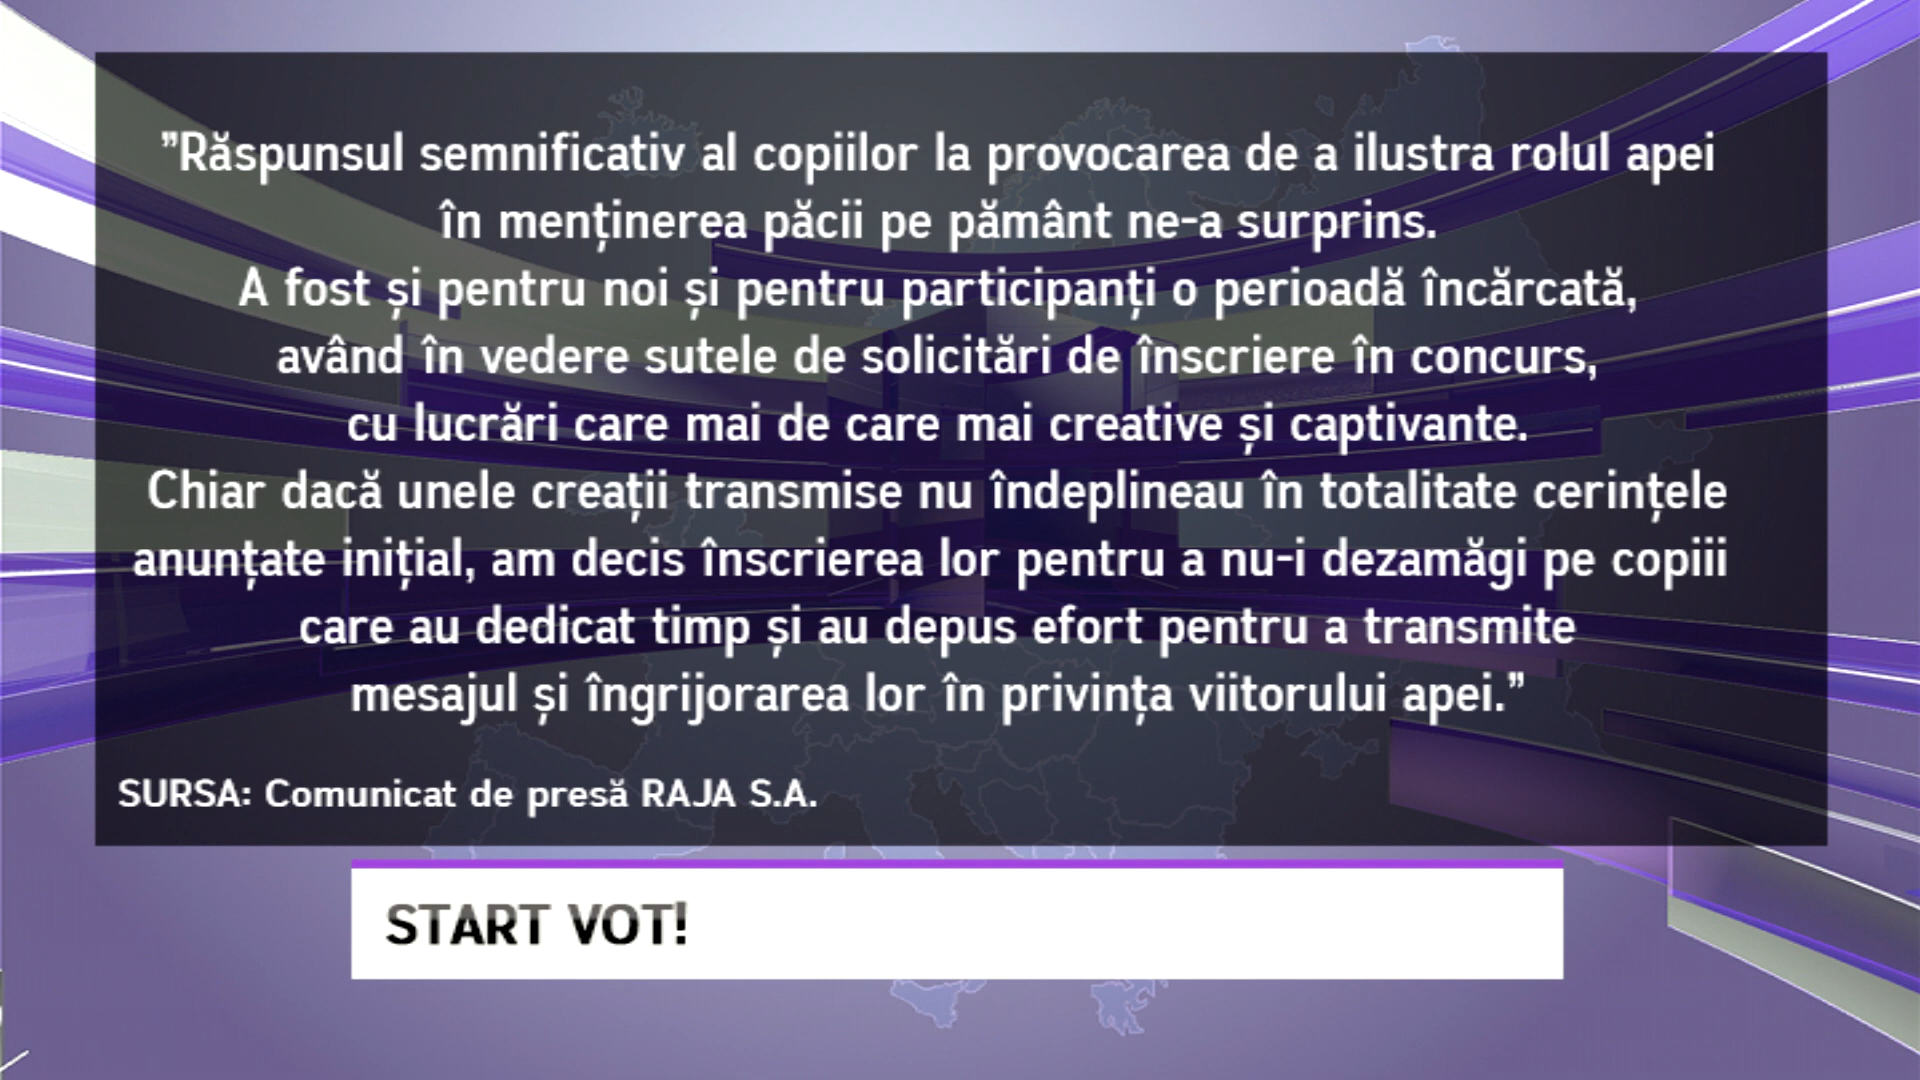 ”Răspunsul semnificativ al copiilor la provocarea de a ilustra rolul apei
în menținerea păcii pe pământ ne-a surprins.
A fost și pentru noi și pentru participanți o perioadă încărcată,
având în vedere sutele de solicitări de înscriere în concurs,
cu lucrări care mai de care mai creative și captivante.
Chiar dacă unele creații transmise nu îndeplineau în totalitate cerințele
anunțate inițial, am decis înscrierea lor pentru a nu-i dezamăgi pe copiii
care au dedicat timp și au depus efort pentru a transmite
mesajul și îngrijorarea lor în privința viitorului apei.”
SURSA: Comunicat de presă RAJA S.A.
START VOT!